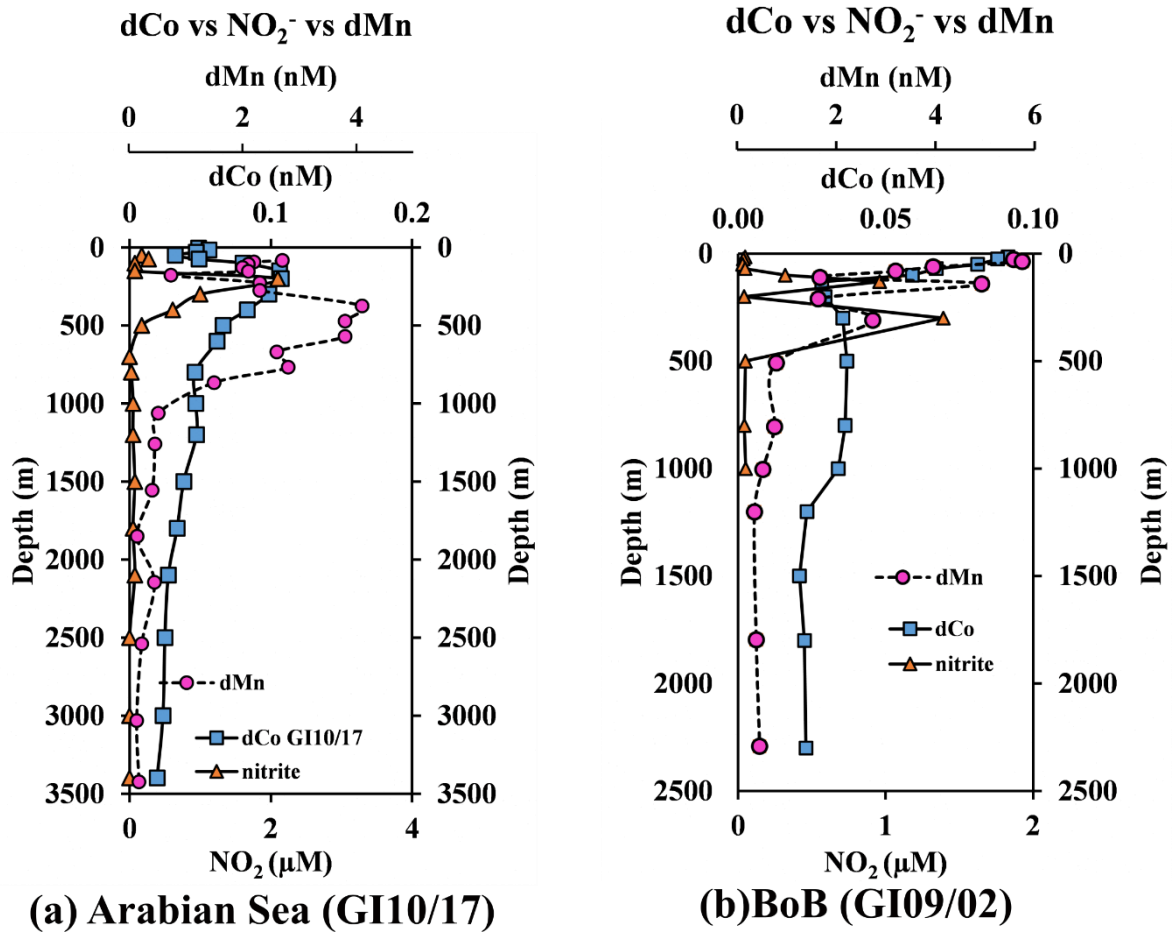 dCo vs NO₂⁻ vs dMn
dMn (nM)
0 2 4
dCo (nM)
0 0.1 0.2
0
500
1000
1500
2000
2500
3000
3500
Depth (m)
0
500
1000
1500
2000
2500
3000
3500
Depth (m)
dMn
dCo GI10/17
nitrite
0 2 4
NO₂ (μM)
(a) Arabian Sea (GI10/17)
dCo vs NO₂⁻ vs dMn
dMn (nM)
0 2 4 6
dCo (nM)
0.00 0.05 0.10
0
500
1000
1500
2000
2500
Depth (m)
0
500
1000
1500
2000
2500
Depth (m)
dMn
dCo
nitrite
0 1 2
NO₂ (μM)
(b)BoB (GI09/02)